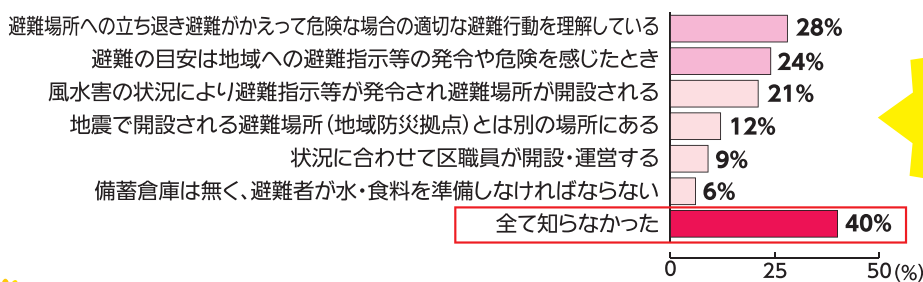 避難場所への立ち退き避難がかえって危険な場合の適切な避難行動を理解している 28%
避難の目安は地域への避難指示等の発令や危険を感じたとき 24%
風水害の状況により避難指示等が発令され避難場所が開設される 21%
地震で開設される避難場所(地域防災拠点)とは別の場所にある 12%
状況に合わせて区職員が開設・運営する 9%
備蓄倉庫は無く、避難者が水・食料を準備しなければならない 6%
全て知らなかった 40%
0 25 50(%)